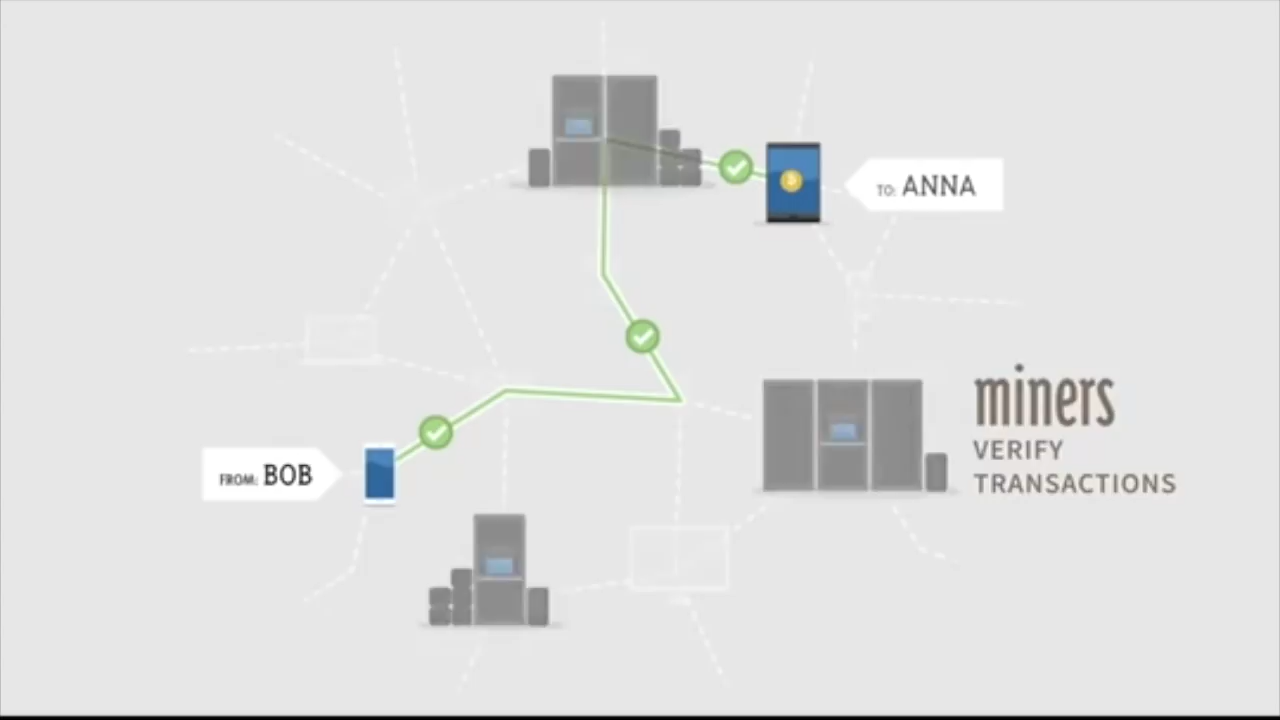 TO: ANNA
miners
VERIFY
TRANSACTIONS
FROM: BOB